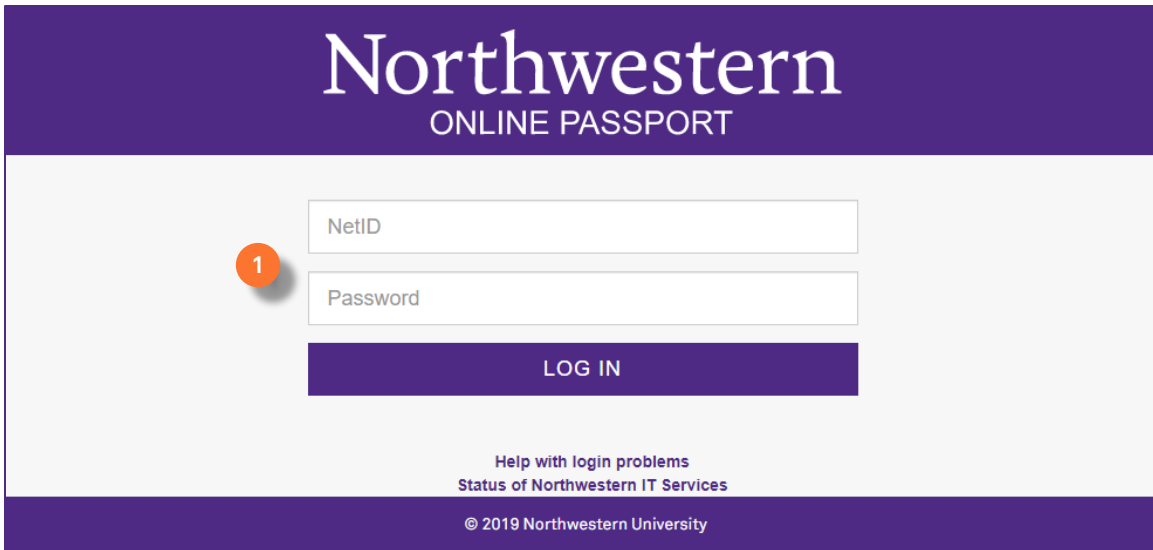 Northwestern
ONLINE PASSPORT
NetID
1
Password
LOG IN
Help with login problems
Status of Northwestern IT Services
© 2019 Northwestern University